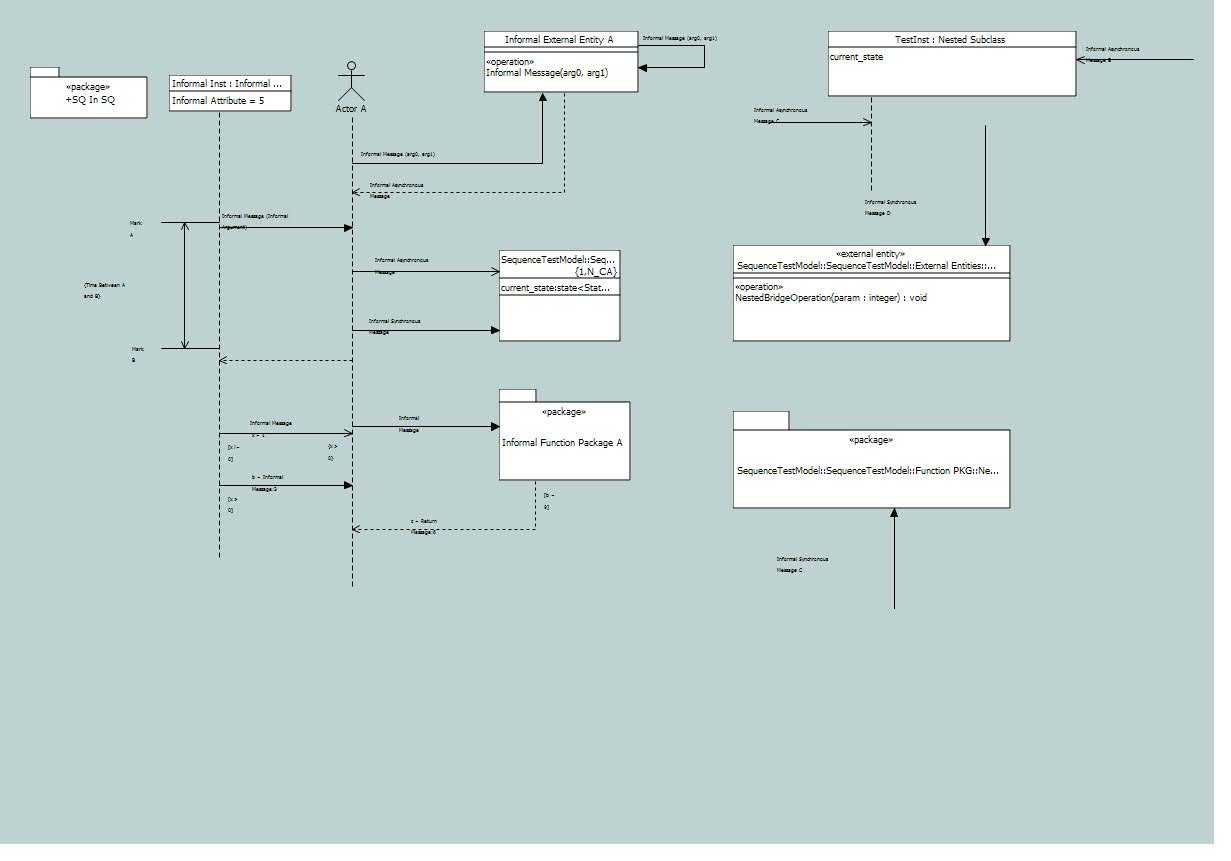 Informal External Entity A
«operation»
Informal Message(arg0, arg1)
Informal Message (arg0, arg1)
TestInst : Nested Subclass
current_state
Informal Asynchronous
Message B
«package»
+SQ In SQ
Informal Inst : Informal ...
Informal Attribute = 5
Actor A
Informal Asynchronous
Message C
Informal Message (arg0, arg1)
Informal Asynchronous
Message
Informal Synchronous
Message D
Mark
A
Informal Message (Informal
Argument)
{Time Between A
and B}
Mark
B
Informal Asynchronous
Message
SequenceTestModel::Seq...
{1,N_CA}
current_state:state<Stat...
Informal Synchronous
Message
«external entity»
SequenceTestModel::SequenceTestModel::External Entities::...
«operation»
NestedBridgeOperation(param : integer) : void
Informal Message
[x >
0]
b = Informal
Message:3
[x >
0]
Informal
Message
«package»
Informal Function Package A
c = Return
Message:6
«package»
SequenceTestModel::SequenceTestModel::Function PKG::Ne...
Informal Synchronous
Message C